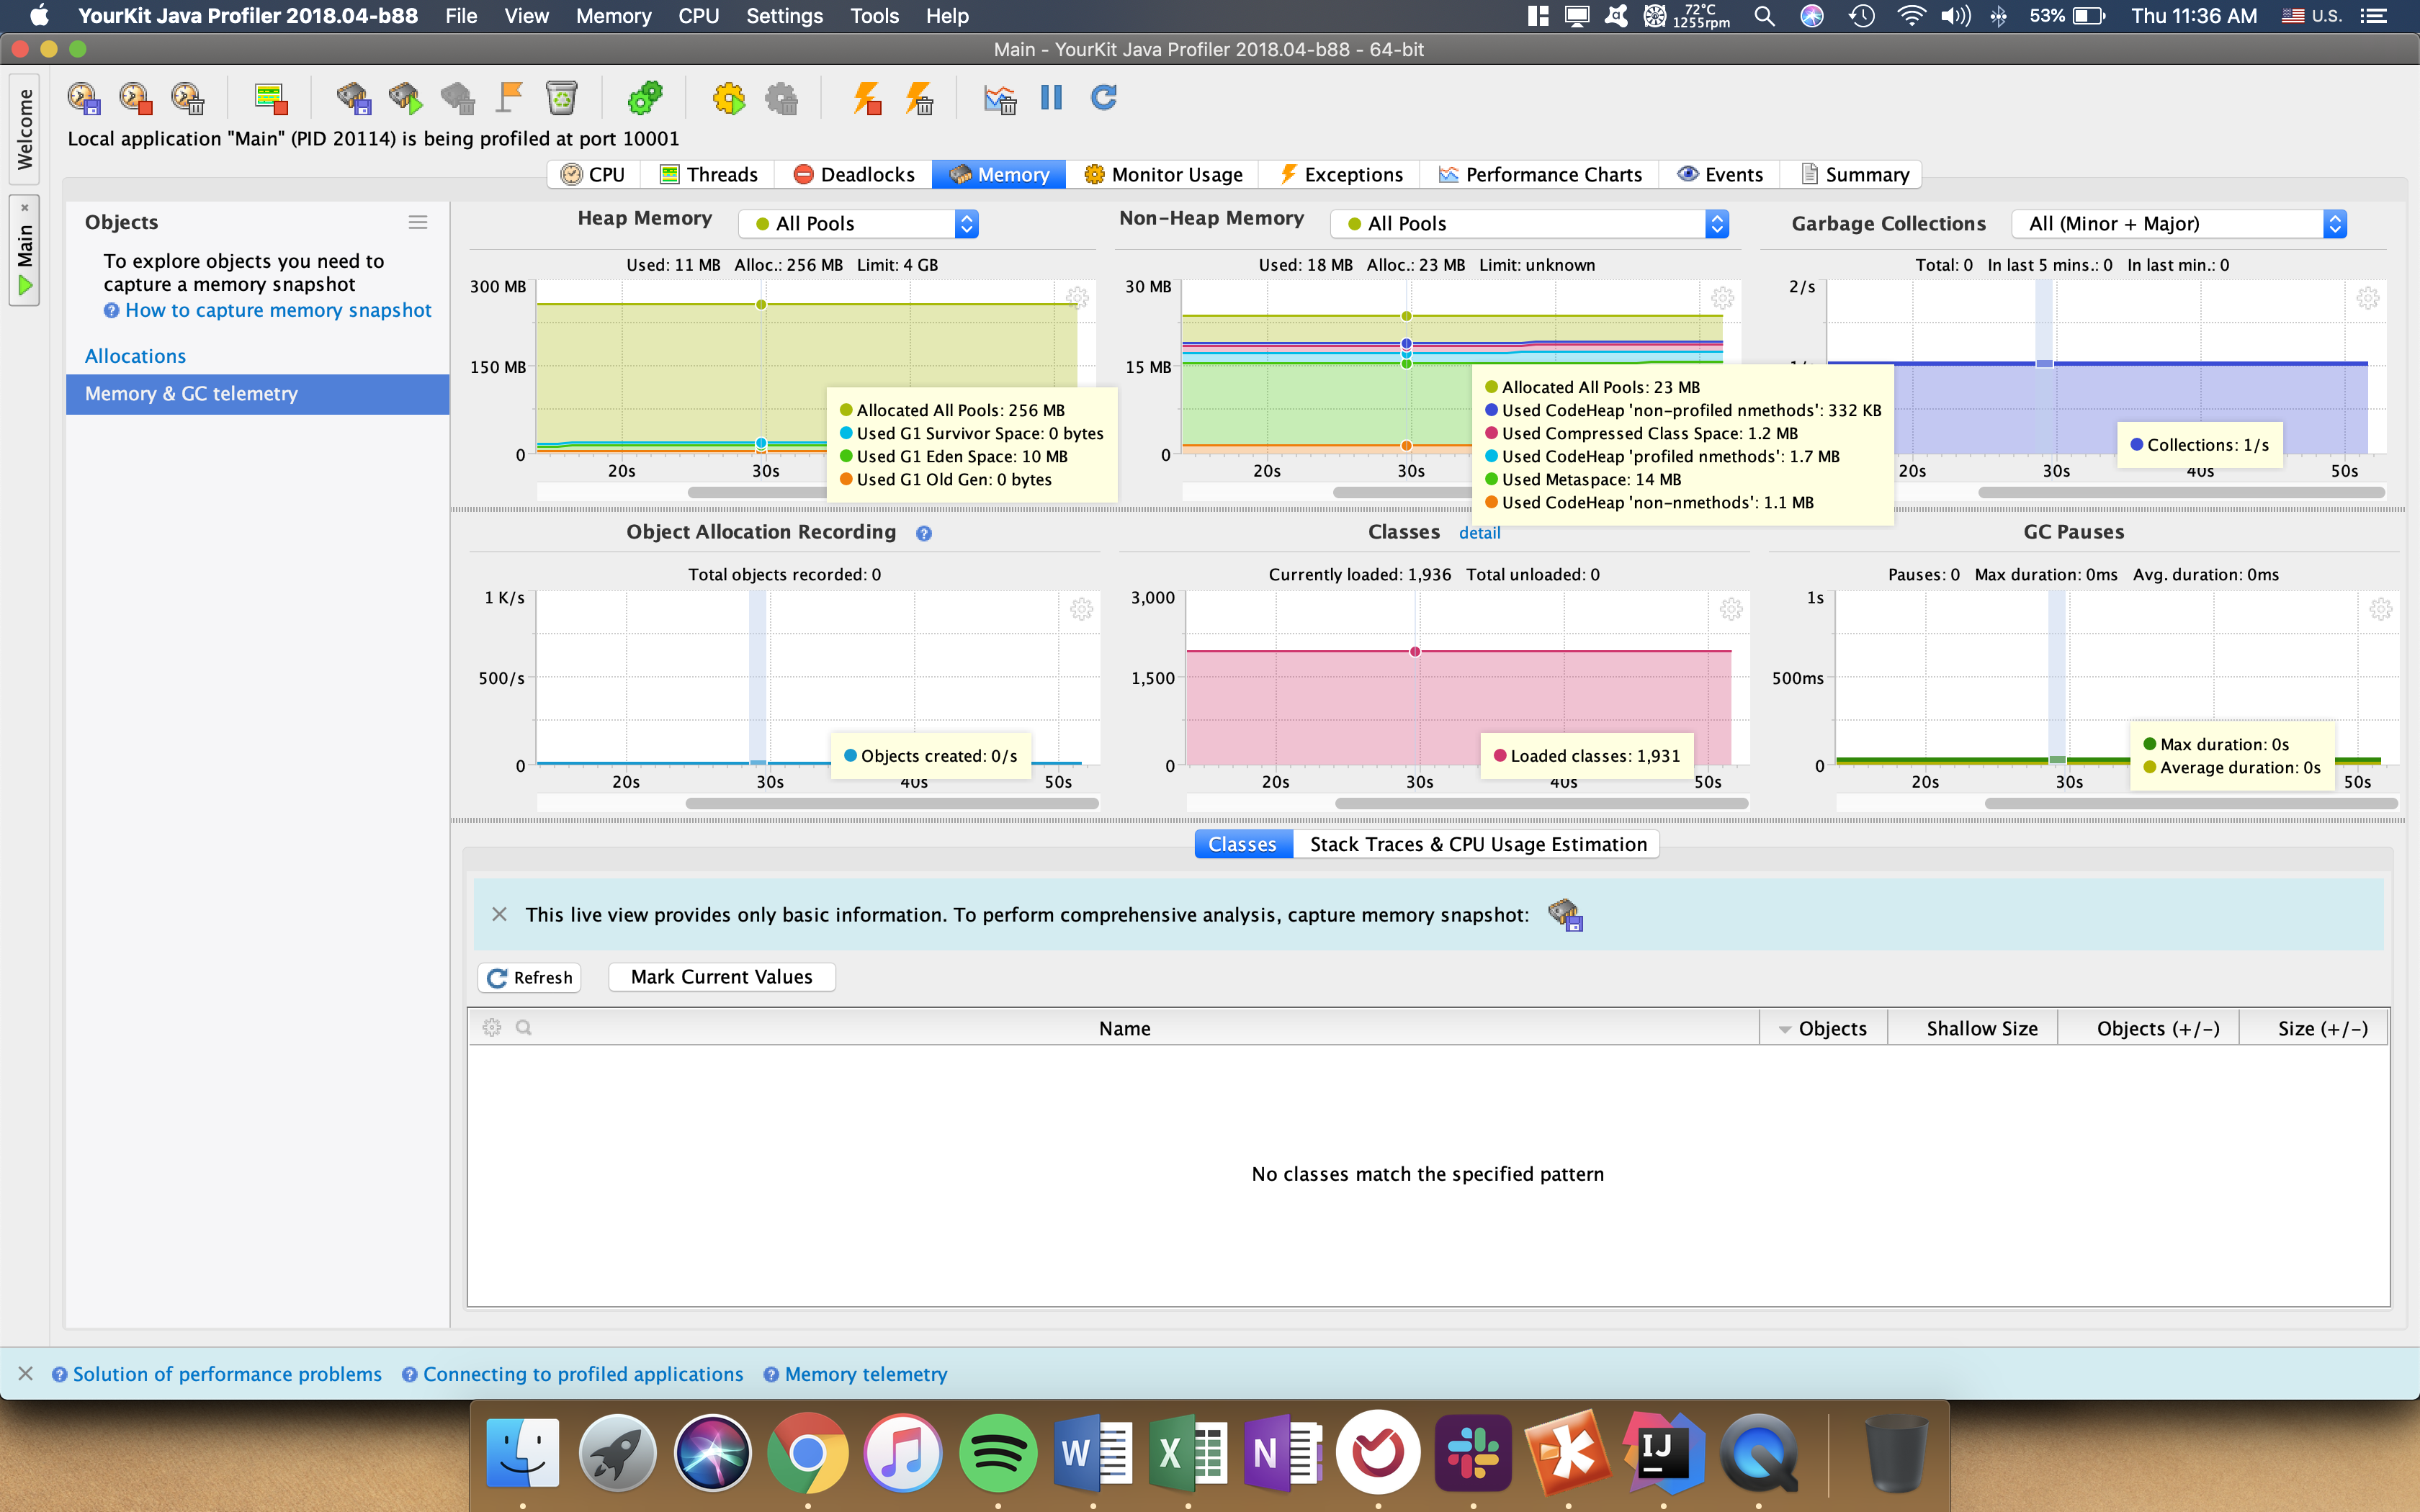 YourKit Java Profiler 2018.04-b88 File View Memory CPU Settings Tools Help 72°C 1255rpm 53% Thu 11:36 AM U.S.
Main - YourKit Java Profiler 2018.04-b88 - 64-bit
Welcome
Main
Local application "Main" (PID 20114) is being profiled at port 10001
CPU Threads Deadlocks Memory Monitor Usage Exceptions Performance Charts Events Summary
Objects
To explore objects you need to
capture a memory snapshot
How to capture memory snapshot
Allocations
Memory & GC telemetry
Heap Memory All Pools
Used: 11 MB Alloc.: 256 MB Limit: 4 GB
300 MB
150 MB
0
20s 30s
Allocated All Pools: 256 MB
Used G1 Survivor Space: 0 bytes
Used G1 Eden Space: 10 MB
Used G1 Old Gen: 0 bytes
Non-Heap Memory All Pools
Used: 18 MB Alloc.: 23 MB Limit: unknown
30 MB
15 MB
0
20s 30s
Allocated All Pools: 23 MB
Used CodeHeap 'non-profiled nmethods': 332 KB
Used Compressed Class Space: 1.2 MB
Used CodeHeap 'profiled nmethods': 1.7 MB
Used Metaspace: 14 MB
Used CodeHeap 'non-nmethods': 1.1 MB
Garbage Collections All (Minor + Major)
Total: 0 In last 5 mins.: 0 In last min.: 0
2/s
Collections: 1/s
20s 30s 40s 50s
Object Allocation Recording
Total objects recorded: 0
1 K/s
500/s
0
Objects created: 0/s
20s 30s 40s 50s
Classes detail
Currently loaded: 1,936 Total unloaded: 0
3,000
1,500
0
Loaded classes: 1,931
20s 30s 40s 50s
GC Pauses
Pauses: 0 Max duration: 0ms Avg. duration: 0ms
1s
500ms
0
Max duration: 0s
Average duration: 0s
20s 30s 50s
Classes Stack Traces & CPU Usage Estimation
This live view provides only basic information. To perform comprehensive analysis, capture memory snapshot:
Refresh Mark Current Values
Name Objects Shallow Size Objects (+/-) Size (+/-)
No classes match the specified pattern
Solution of performance problems Connecting to profiled applications Memory telemetry
W X N IJ